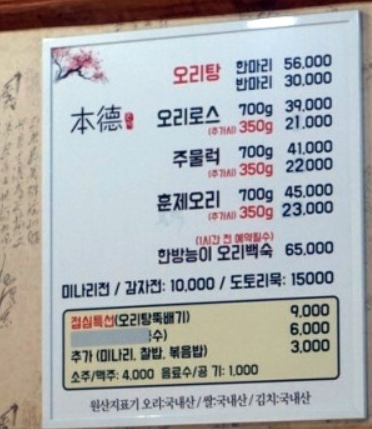 오리탕 한마리 56,000
반마리 30,000
本德
오리로스 700g 39,000
(추가시) 350g 21,000
주물럭 700g 41,000
(추가시) 350g 22000
훈제오리 700g 45,000
(추가시) 350g 23,000
(1시간 전 예약필수)
한방능이 오리백숙 65,000
미나리전 / 감자전: 10,000 / 도토리묵: 15000
점심특선(오리탕뚝배기) 9,000
수) 6,000
추가 (미나리, 찰밥, 볶음밥) 3,000
소주/맥주: 4,000 음료수/공기: 1,000
원산지표기 오리:국내산 / 쌀:국내산 / 김치:국내산